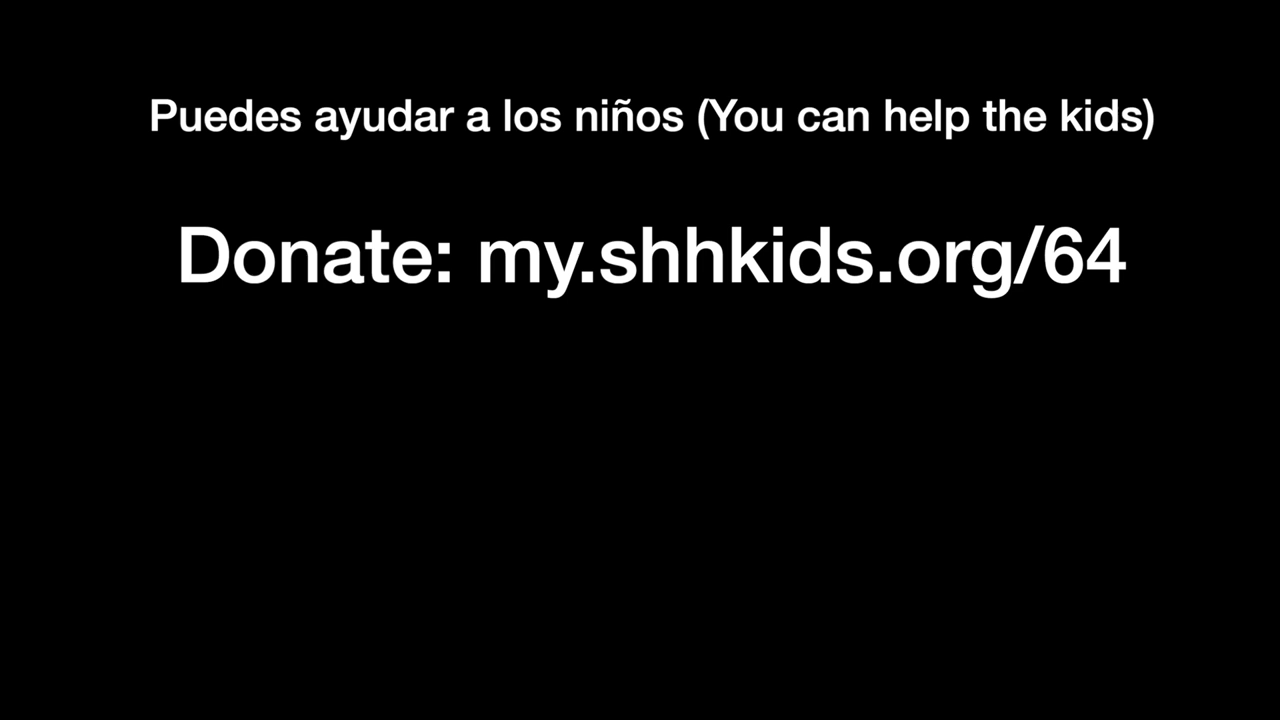 Puedes ayudar a los niños (You can help the kids)
Donate: my.shhkids.org/64